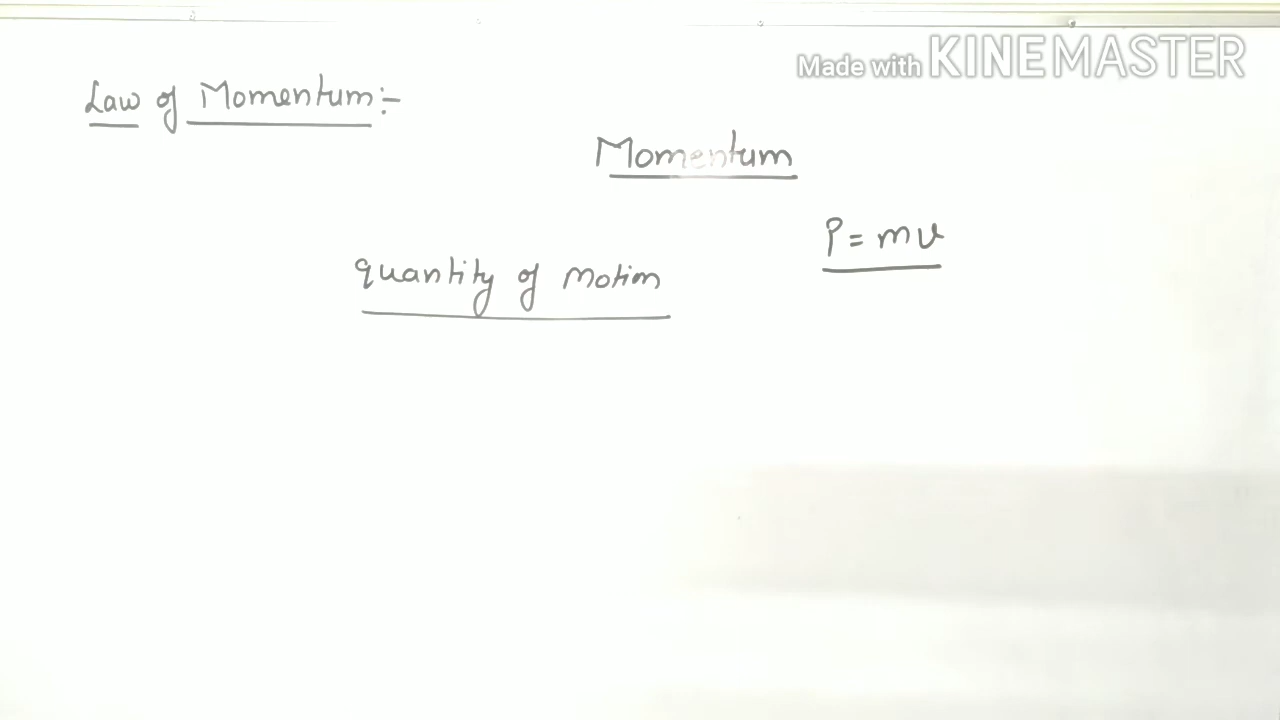 Made with KINEMASTER
Law of Momentum:-
Momentum
P = mv
quantity of motion